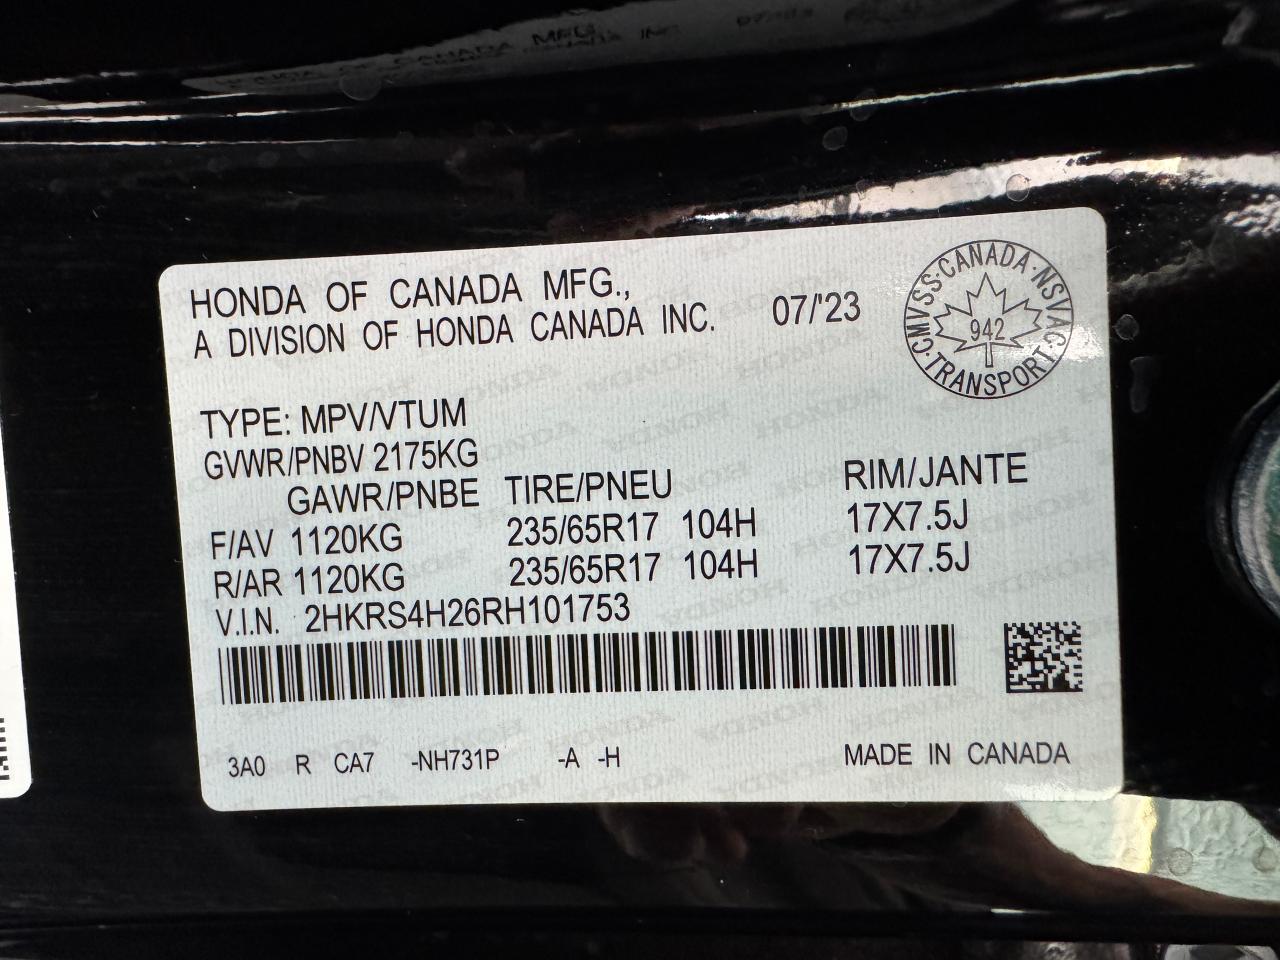 HONDA OF CANADA MFG.,
A DIVISION OF HONDA CANADA INC. 07/'23
CMVSS·CANADA·NSVAC·TRANSPORT
942
TYPE: MPV/VTUM
GVWR/PNBV 2175KG
GAWR/PNBE TIRE/PNEU RIM/JANTE
F/AV 1120KG 235/65R17 104H 17X7.5J
R/AR 1120KG 235/65R17 104H 17X7.5J
V.I.N. 2HKRS4H26RH101753
3A0 R CA7 -NH731P -A -H MADE IN CANADA